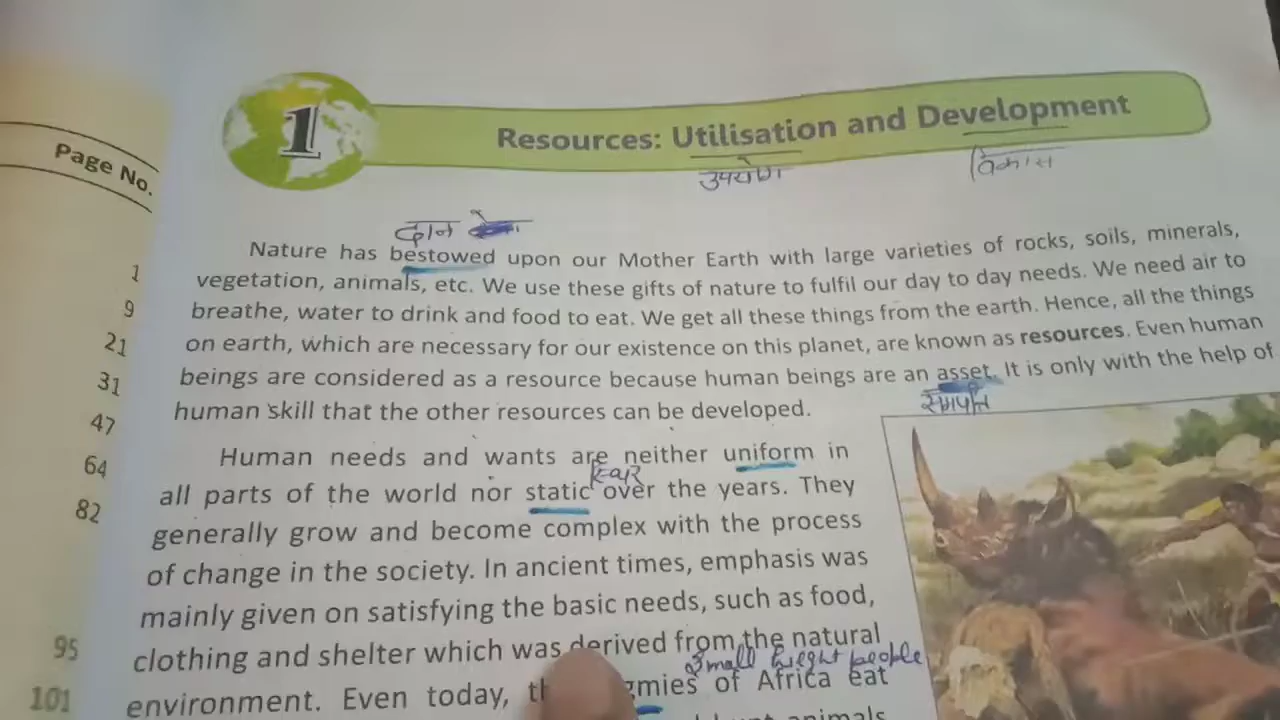 Page No.
1
9
21
31
47
64
82
95
101
1
Resources: Utilisation and Development
उपयोग
विकास
दान
Nature has bestowed upon our Mother Earth with large varieties of rocks, soils, minerals,
vegetation, animals, etc. We use these gifts of nature to fulfil our day to day needs. We need air to
breathe, water to drink and food to eat. We get all these things from the earth. Hence, all the things
on earth, which are necessary for our existence on this planet, are known as resources. Even human
beings are considered as a resource because human beings are an asset. It is only with the help of
human skill that the other resources can be developed.
Human needs and wants are neither uniform in
all parts of the world nor static over the years. They
generally grow and become complex with the process
of change in the society. In ancient times, emphasis was
mainly given on satisfying the basic needs, such as food,
clothing and shelter which was derived from the natural
small hieght people
environment. Even today, of Africa eat
animals